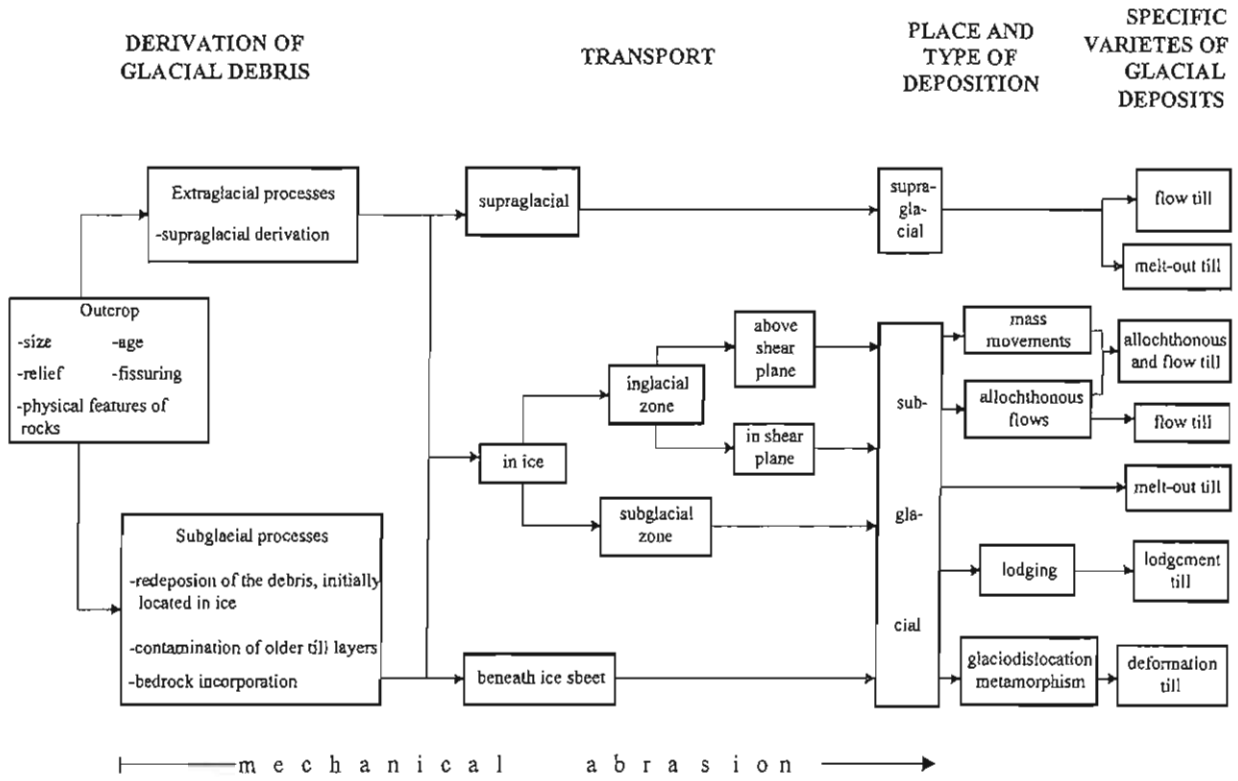 DERIVATION OF
GLACIAL DEBRIS
TRANSPORT
PLACE AND
TYPE OF
DEPOSITION
SPECIFIC
VARIETES OF
GLACIAL
DEPOSITS
Extraglacial processes
-supraglacial derivation
supraglacial
supra-
gla-
cial
flow till
melt-out till
Outcrop
-size -age
-relief -fissuring
-physical features of
rocks
above
shear
plane
inglacial
zone
in shear
plane
in ice
subglacial
zone
sub-
gla-
cial
mass
movements
allochthonous
flows
allochthonous
and flow till
flow till
melt-out till
Subglacial processes
-redeposion of the debris, initially
located in ice
-contamination of older till layers
-bedrock incorporation
beneath ice sheet
lodging
lodgement
till
glaciodislocation
metamorphism
deformation
till
mechanical abrasion